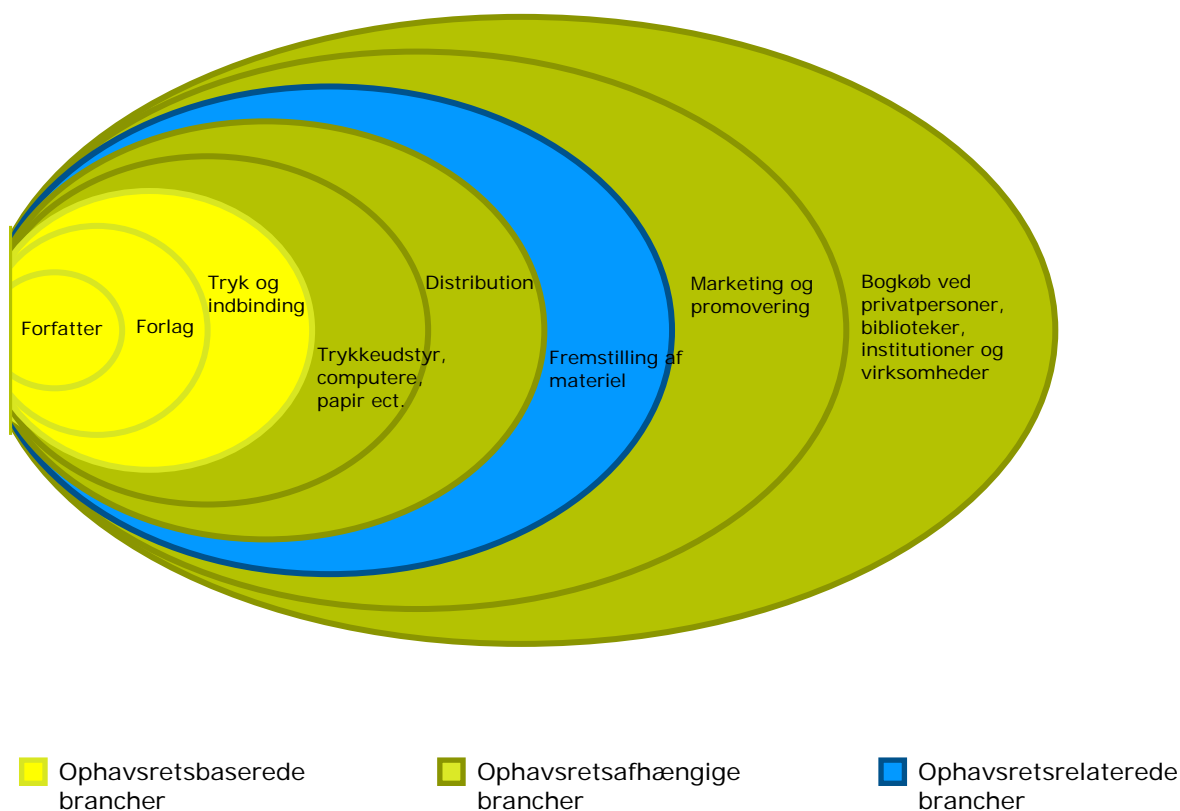 Forfatter
Forlag
Tryk og
indbinding
Trykkeudstyr,
computere,
papir ect.
Distribution
Fremstilling af
materiel
Marketing og
promovering
Bogkøb ved
privatpersoner,
biblioteker,
institutioner og
virksomheder
Ophavsretsbaserede
brancher
Ophavsretsafhængige
brancher
Ophavsretsrelaterede
brancher